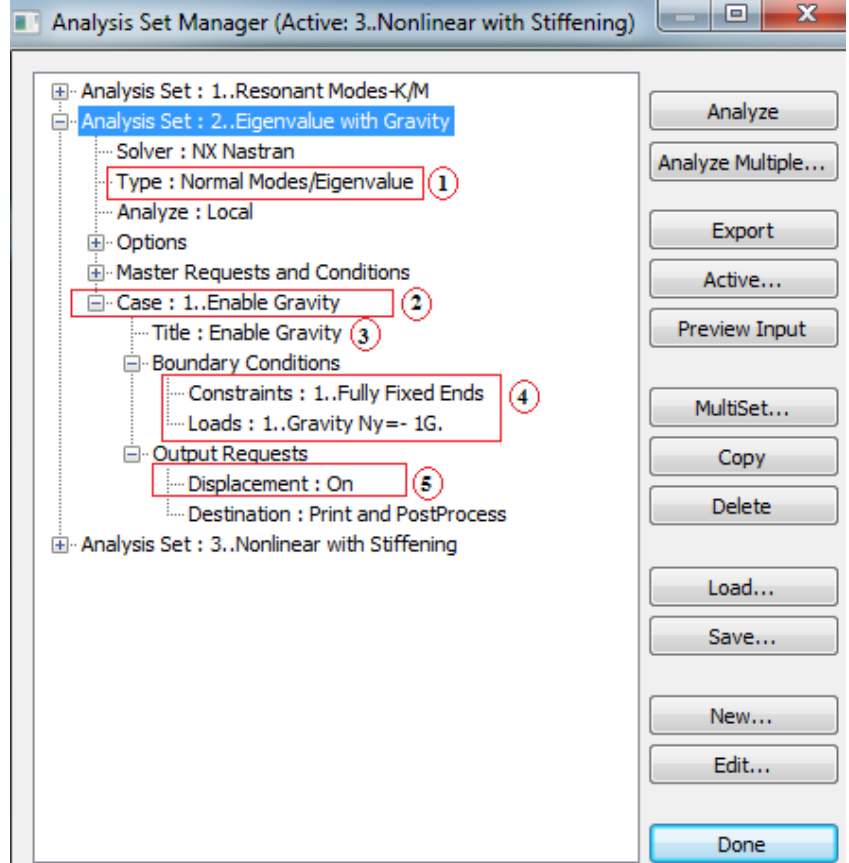 Analysis Set Manager (Active: 3..Nonlinear with Stiffening)
Analysis Set : 1..Resonant Modes-K/M
Analysis Set : 2..Eigenvalue with Gravity
Solver : NX Nastran
Type : Normal Modes/Eigenvalue 1
Analyze : Local
Options
Master Requests and Conditions
Case : 1..Enable Gravity 2
Title : Enable Gravity 3
Boundary Conditions
Constraints : 1..Fully Fixed Ends
4
Loads : 1..Gravity Ny=- 1G.
Output Requests
Displacement : On 5
Destination : Print and PostProcess
Analysis Set : 3..Nonlinear with Stiffening
Analyze
Analyze Multiple...
Export
Active...
Preview Input
MultiSet...
Copy
Delete
Load...
Save...
New...
Edit...
Done